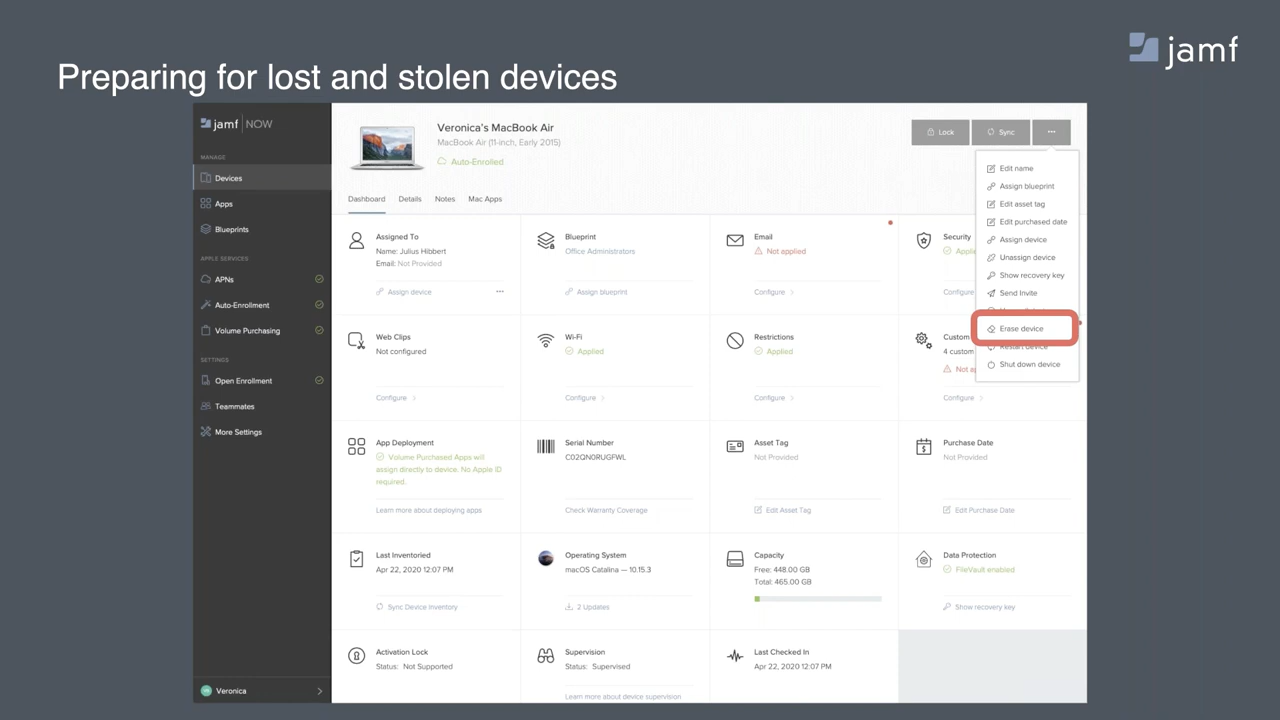 jamf
Preparing for lost and stolen devices
jamf | NOW
MANAGE
Devices
Apps
Blueprints
APPLE SERVICES
APNs
Auto-Enrollment
Volume Purchasing
SETTINGS
Open Enrollment
Teammates
More Settings
Veronica
Veronica's MacBook Air
MacBook Air (11-inch, Early 2015)
Auto-Enrolled
Lock
Sync
Dashboard Details Notes Mac Apps
Edit name
Assign blueprint
Edit asset tag
Edit purchased date
Assign device
Unassign device
Show recovery key
Send Invite
Erase device
Restart device
Shut down device
Assigned To
Name: Julius Hibbert
Email: Not Provided
Assign device
Blueprint
Office Administrators
Assign blueprint
Email
Not applied
Configure
Security
Configure
Web Clips
Not configured
Configure
Wi-Fi
Applied
Configure
Restrictions
Applied
Configure
Custom
4 custom
Not
Configure
App Deployment
Volume Purchased Apps will
assign directly to device. No Apple ID
required.
Learn more about deploying apps
Serial Number
C02QN0RUGFWL
Check Warranty Coverage
Asset Tag
Not Provided
Edit Asset Tag
Purchase Date
Not Provided
Edit Purchase Date
Last Inventoried
Apr 22, 2020 12:07 PM
Sync Device Inventory
Operating System
macOS Catalina — 10.15.3
2 Updates
Capacity
Free: 448.00 GB
Total: 465.00 GB
Data Protection
FileVault enabled
Show recovery key
Activation Lock
Status: Not Supported
Supervision
Status: Supervised
Learn more about device supervision
Last Checked In
Apr 22, 2020 12:07 PM